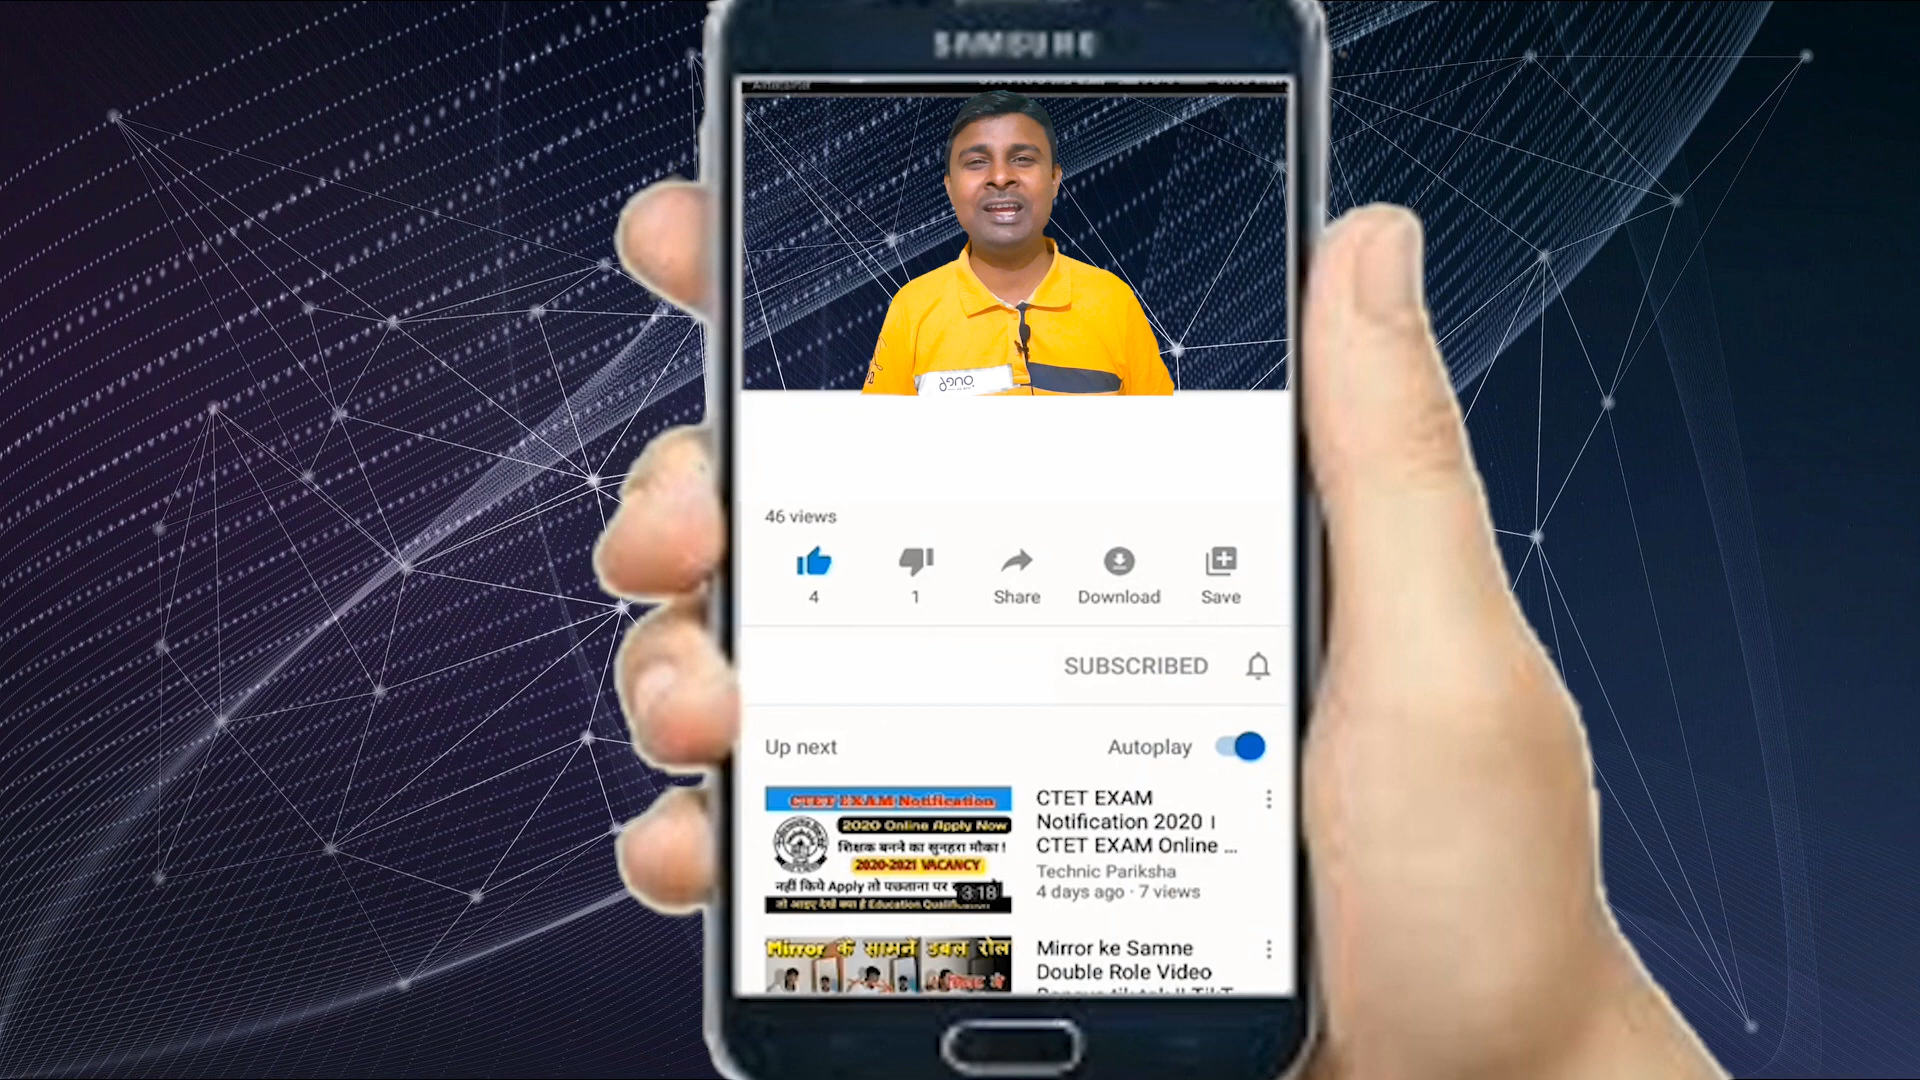 SAMSUNG
46 views
4
1
Share
Download
Save
SUBSCRIBED
Up next
Autoplay
CTET EXAM Notification
2020 Online Apply Now
शिक्षक बनने का सुनहरा मौका !
2020-2021 VACANCY
नहीं किये Apply तो पछताना पर
3:18
तो आइए देखें क्या है Education
CTET EXAM
Notification 2020 ।
CTET EXAM Online ...
Technic Pariksha
4 days ago · 7 views
Mirror के सामने डबल रोल
Mirror ke Samne
Double Role Video